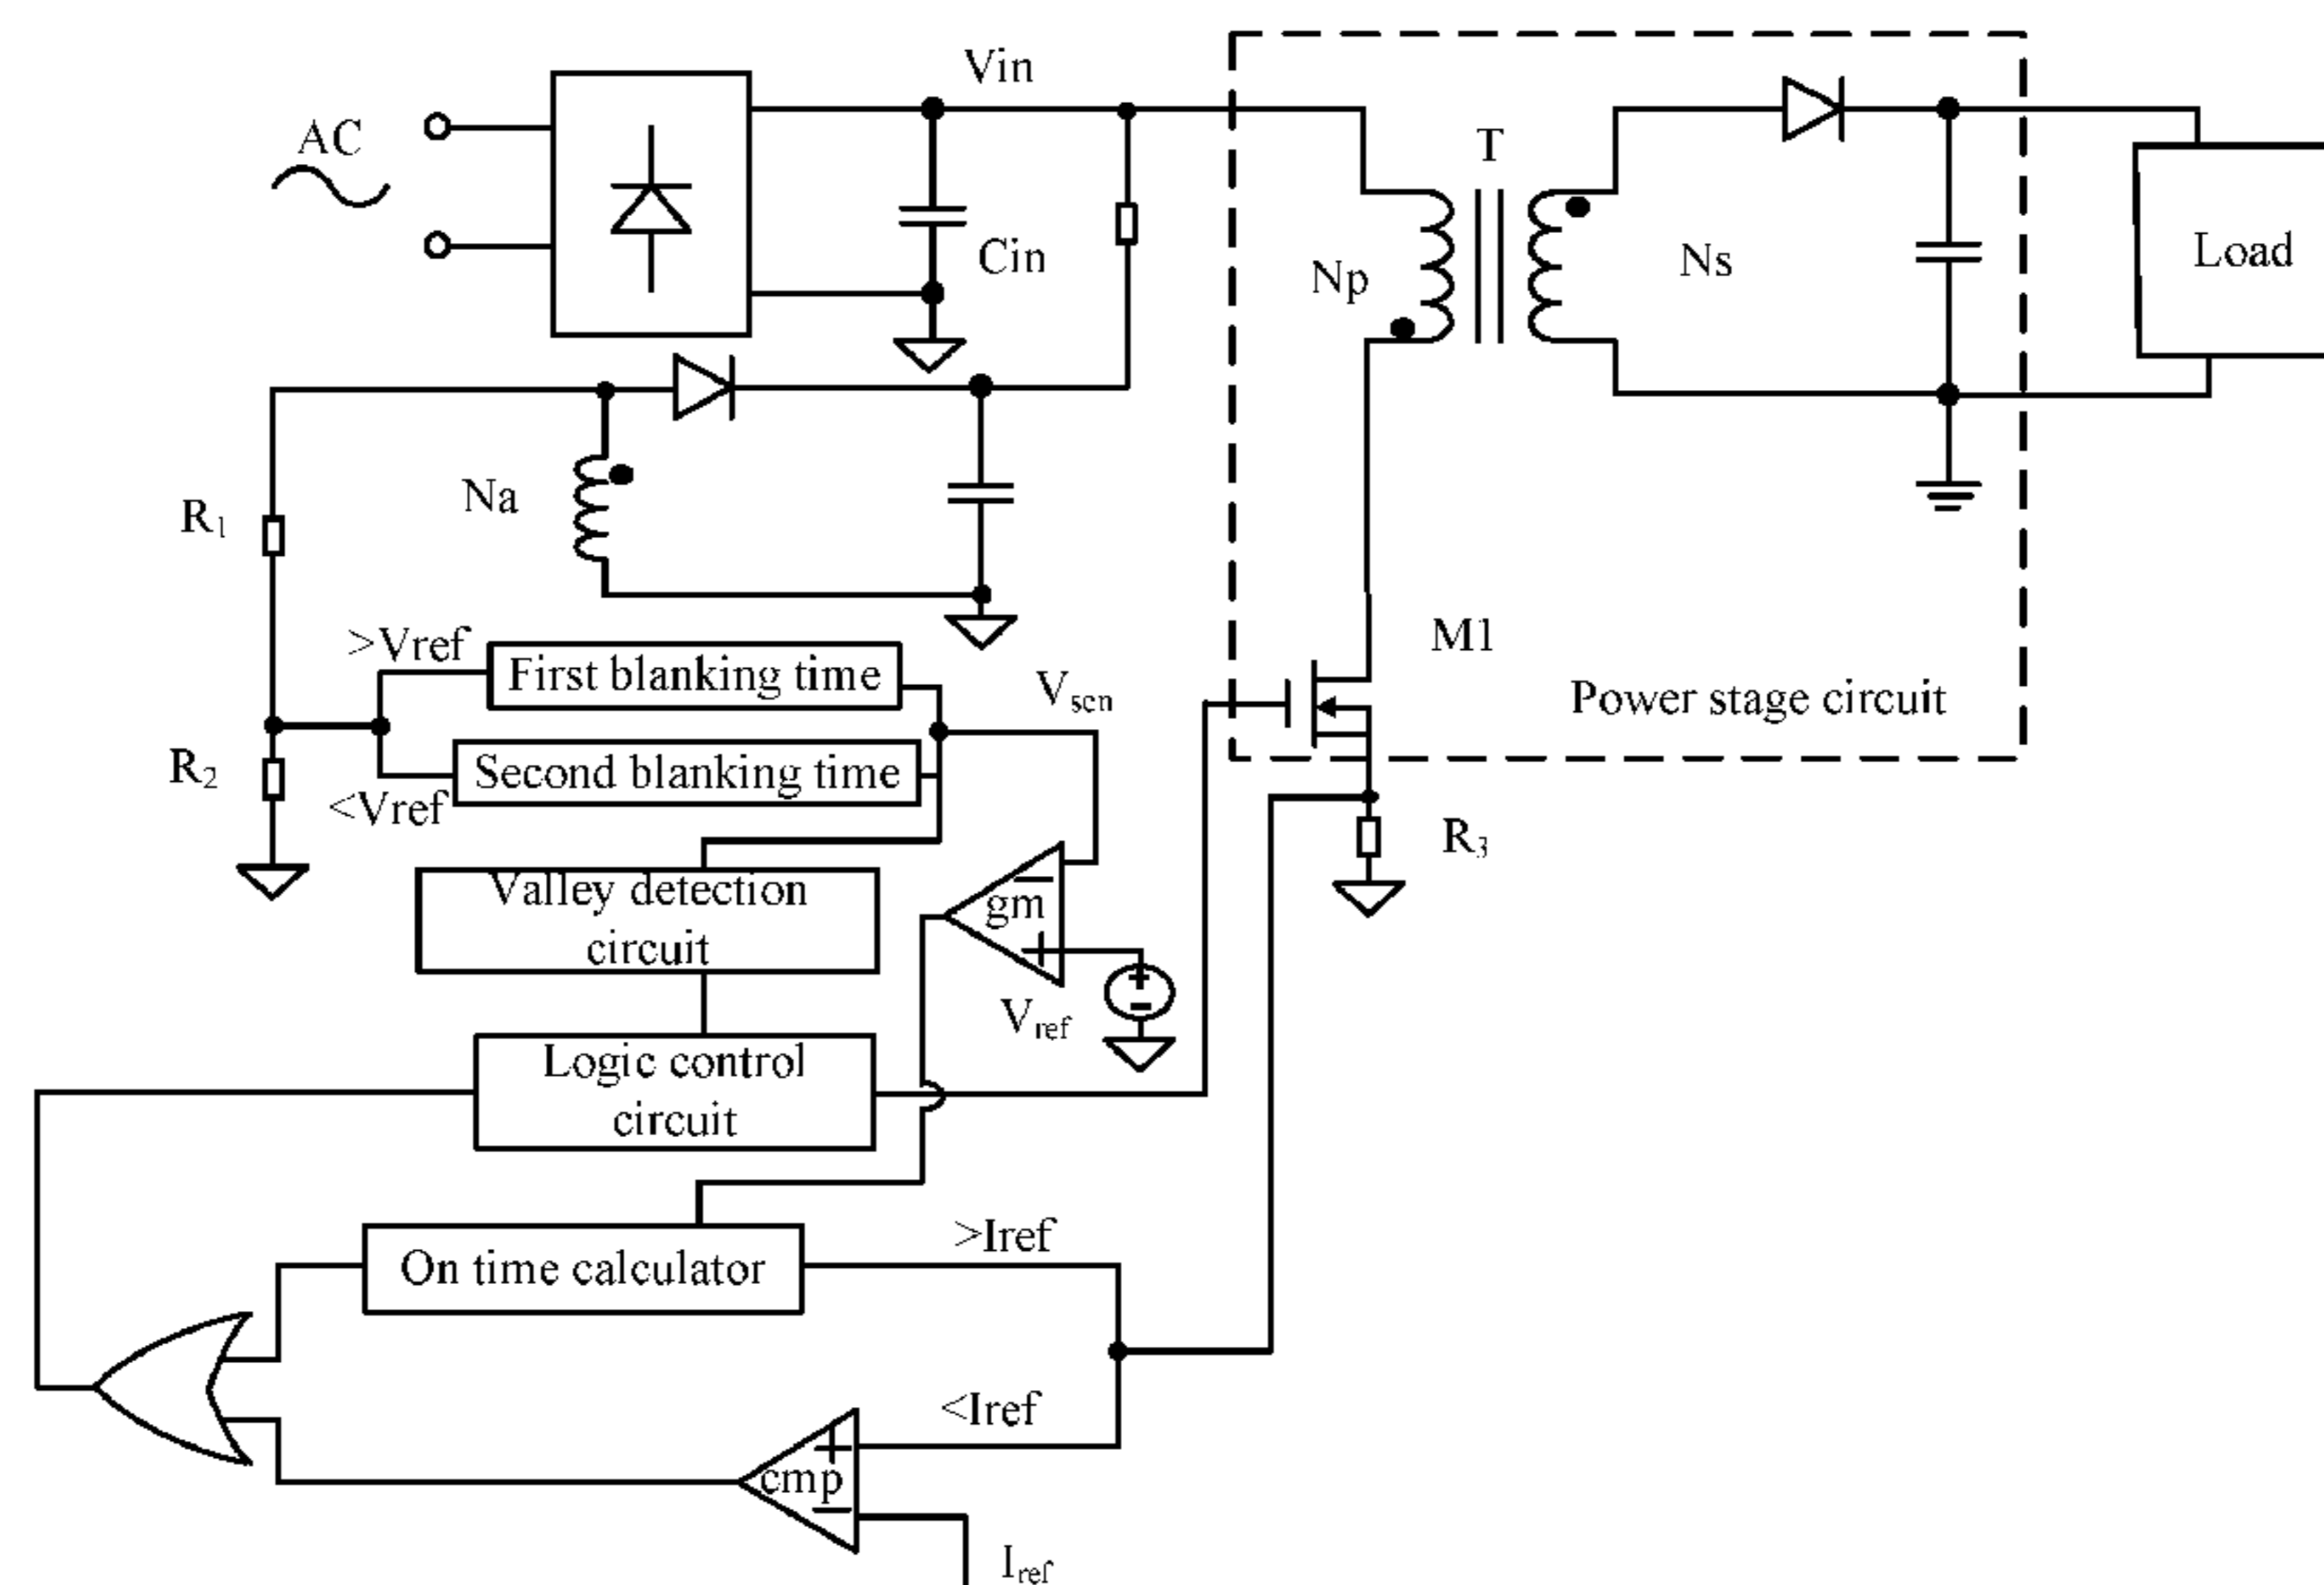 Vin
AC
T
Cin
Np
Ns
Load
Na
R₁
M1
>Vref
First blanking time
Vsen
Power stage circuit
R₂
Second blanking time
<Vref
R₃
Valley detection
circuit
gm
+
−
Vref
Logic control
circuit
>Iref
On time calculator
<Iref
+
cmp
−
Iref